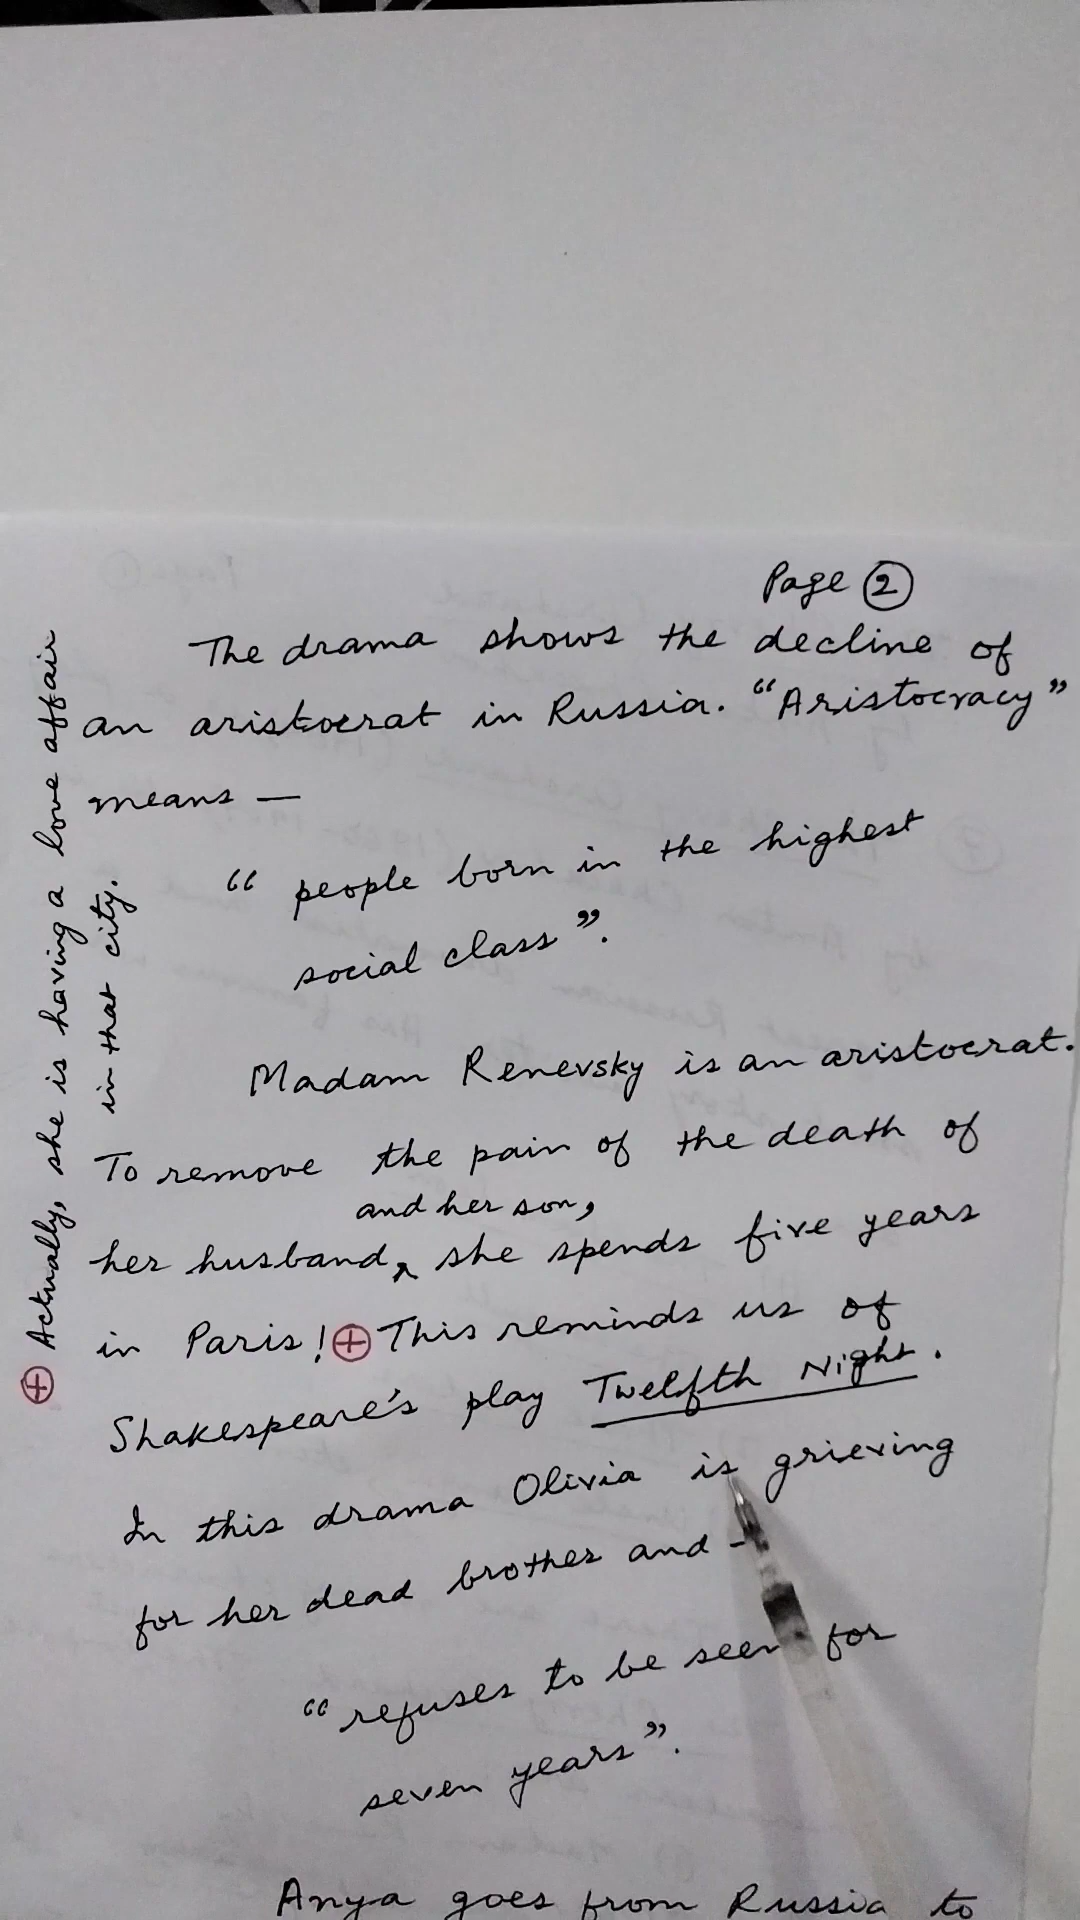 Page 2
The drama shows the decline of
an aristocrat in Russia. "Aristocracy"
means —
"people born in the highest
social class".
Madam Renevsky is an aristocrat.
To remove the pain of the death of
and her son,
her husband, she spends five years
in Paris! ⊕ This reminds us of
Shakespeare's play Twelfth Night.
In this drama Olivia is grieving
for her dead brother and -
"refuses to be seen for
seven years".
Anya goes from Russia to
⊕ Actually, she is having a love affair
in that city.